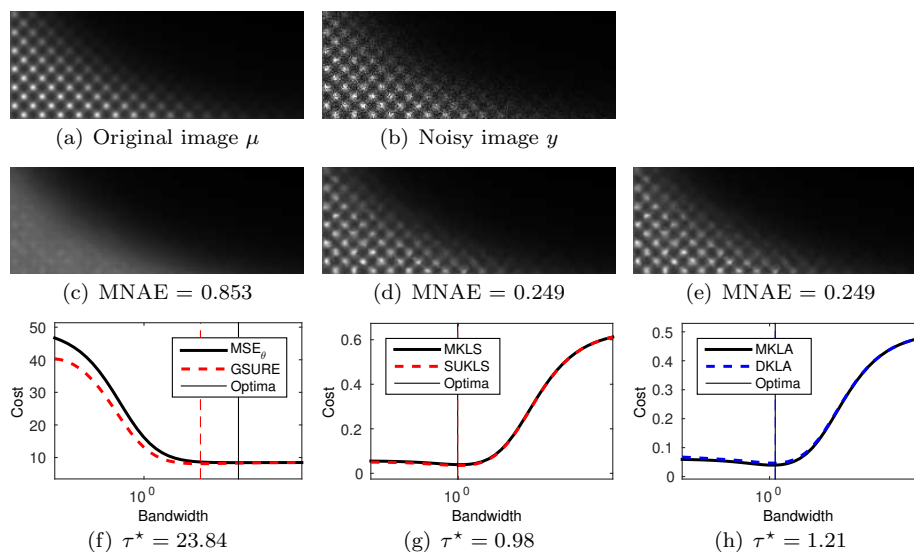 (a) Original image μ
(b) Noisy image y
(c) MNAE = 0.853
(d) MNAE = 0.249
(e) MNAE = 0.249
50
40
30
20
10
Cost
MSE_θ
GSURE
Optima
10^0
Bandwidth
(f) τ* = 23.84
0.6
0.4
0.2
0
Cost
MKLS
SUKLS
Optima
10^0
Bandwidth
(g) τ* = 0.98
0.5
0.4
0.3
0.2
0.1
0
Cost
MKLA
DKLA
Optima
10^0
Bandwidth
(h) τ* = 1.21